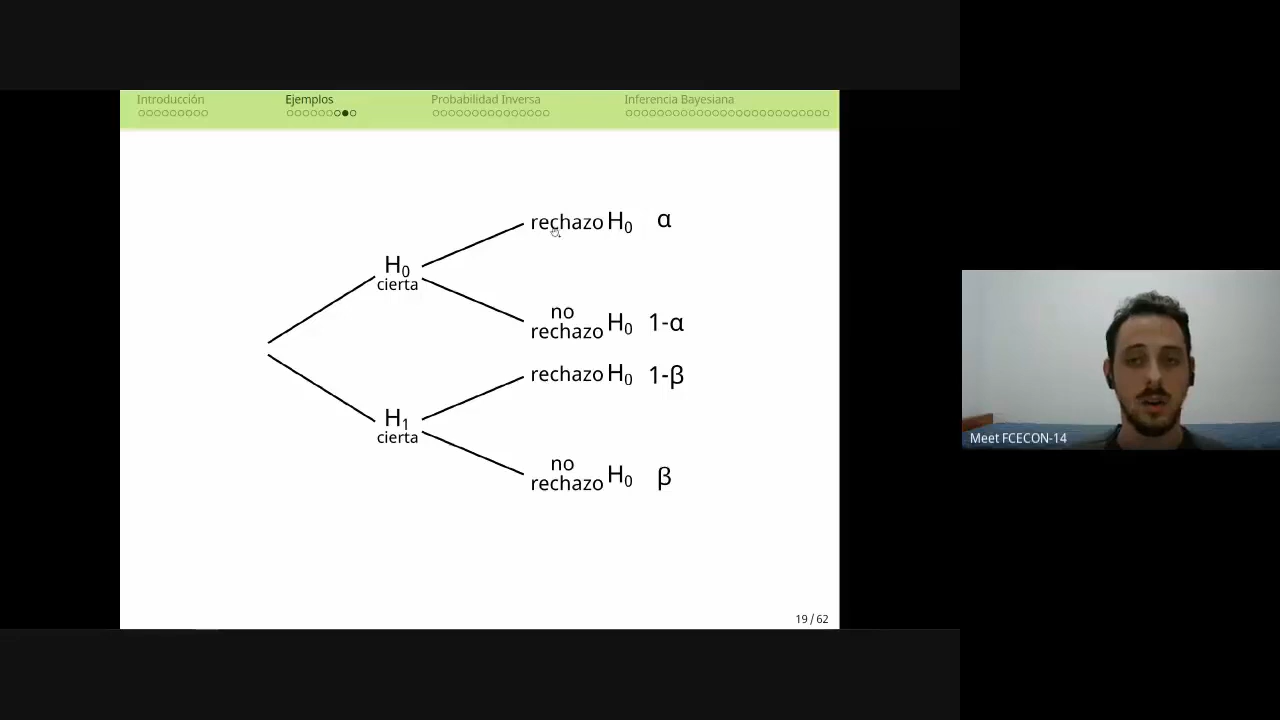 Introducción Ejemplos Probabilidad Inversa Inferencia Bayesiana
rechazo H₀ α
H₀
cierta
no
rechazo H₀ 1-α
rechazo H₀ 1-β
H₁
cierta
no
rechazo H₀ β
Meet FCECON-14
19 / 62